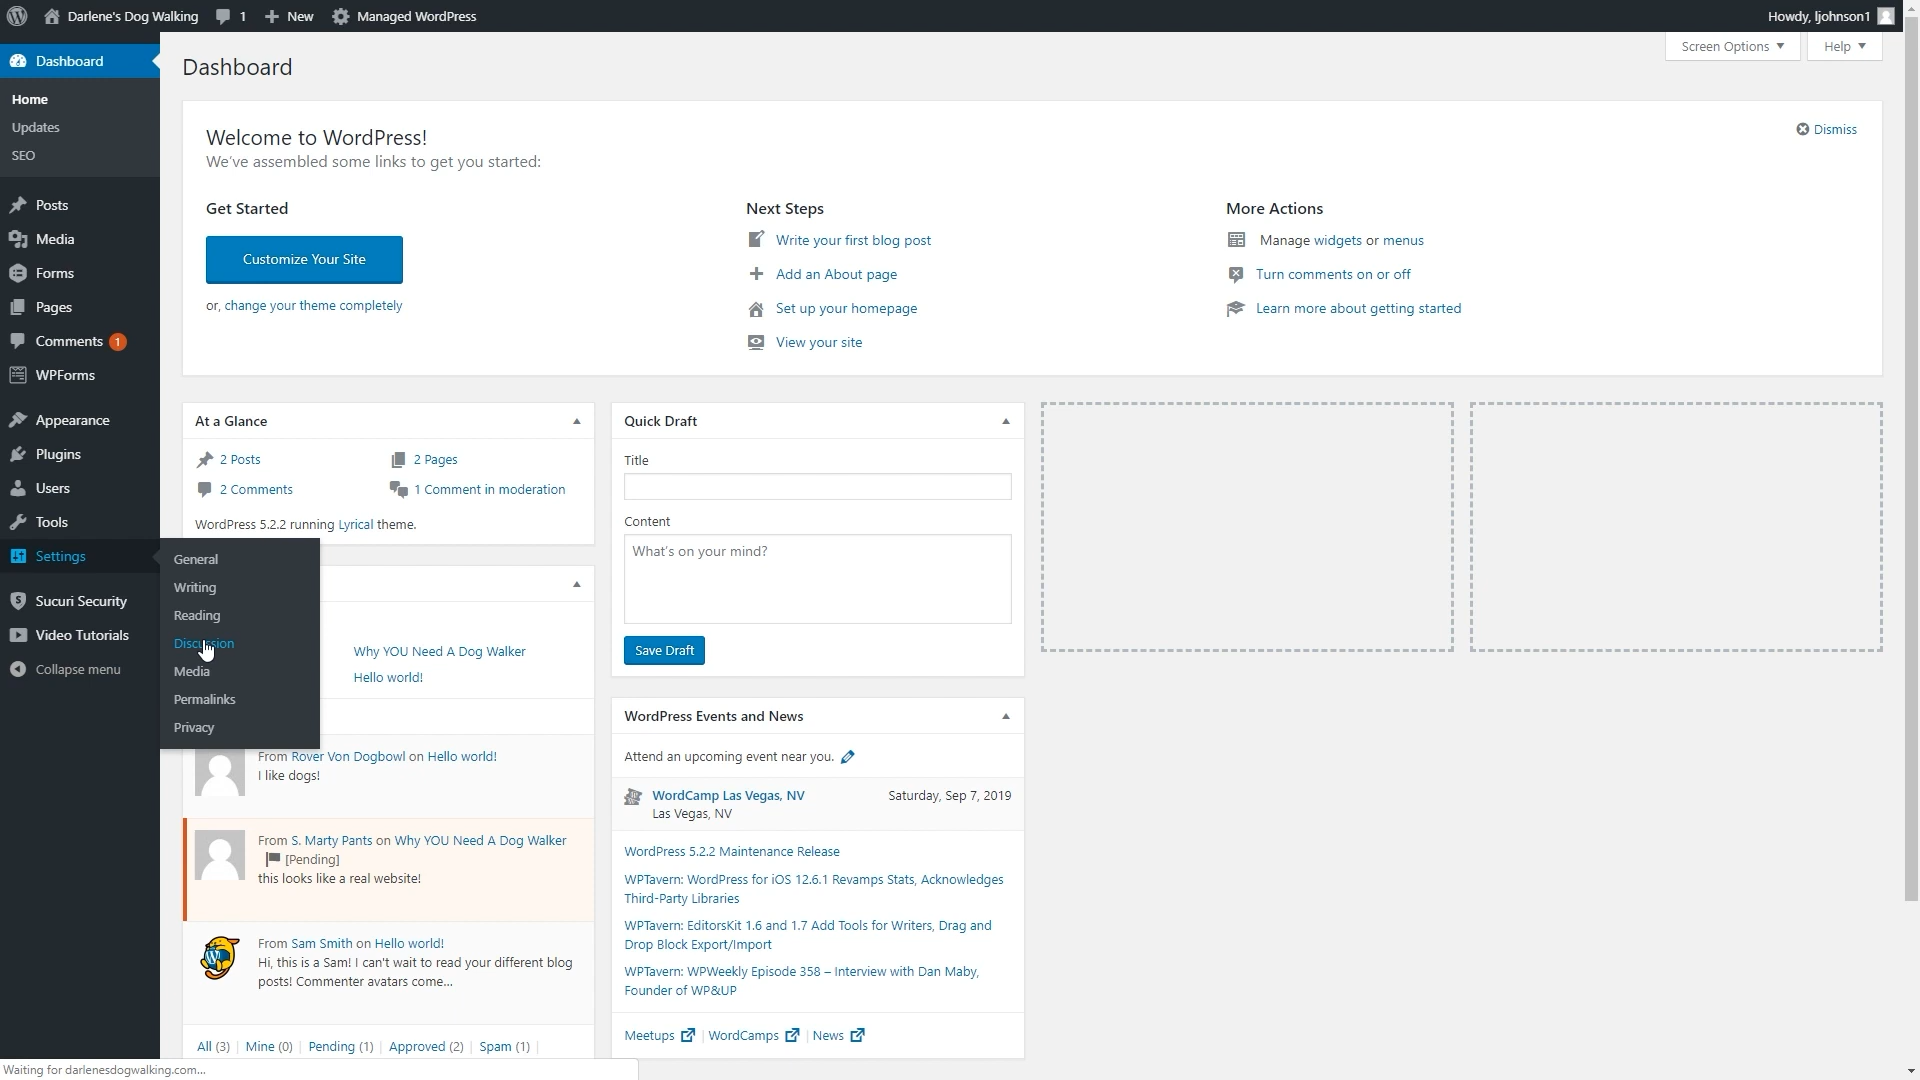 Darlene's Dog Walking 1 New Managed WordPress Howdy, ljohnson1
Screen Options Help
Dashboard
Home
Updates
SEO
Posts
Media
Forms
Pages
Comments 1
WPForms
Appearance
Plugins
Users
Tools
Settings
Sucuri Security
Video Tutorials
Collapse menu
General
Writing
Reading
Discussion
Media
Permalinks
Privacy
Dashboard
Welcome to WordPress!
We've assembled some links to get you started:
Dismiss
Get Started
Customize Your Site
or, change your theme completely
Next Steps
Write your first blog post
Add an About page
Set up your homepage
View your site
More Actions
Manage widgets or menus
Turn comments on or off
Learn more about getting started
At a Glance
2 Posts 2 Pages
2 Comments 1 Comment in moderation
WordPress 5.2.2 running Lyrical theme.
Why YOU Need A Dog Walker
Hello world!
From Rover Von Dogbowl on Hello world!
I like dogs!
From S. Marty Pants on Why YOU Need A Dog Walker
[Pending]
this looks like a real website!
From Sam Smith on Hello world!
Hi, this is a Sam! I can't wait to read your different blog
posts! Commenter avatars come...
All (3) | Mine (0) | Pending (1) | Approved (2) | Spam (1) |
Quick Draft
Title
Content
What's on your mind?
Save Draft
WordPress Events and News
Attend an upcoming event near you.
WordCamp Las Vegas, NV Saturday, Sep 7, 2019
Las Vegas, NV
WordPress 5.2.2 Maintenance Release
WPTavern: WordPress for iOS 12.6.1 Revamps Stats, Acknowledges
Third-Party Libraries
WPTavern: EditorsKit 1.6 and 1.7 Add Tools for Writers, Drag and
Drop Block Export/Import
WPTavern: WPWeekly Episode 358 – Interview with Dan Maby,
Founder of WP&UP
Meetups | WordCamps | News
Waiting for darlenesdogwalking.com...